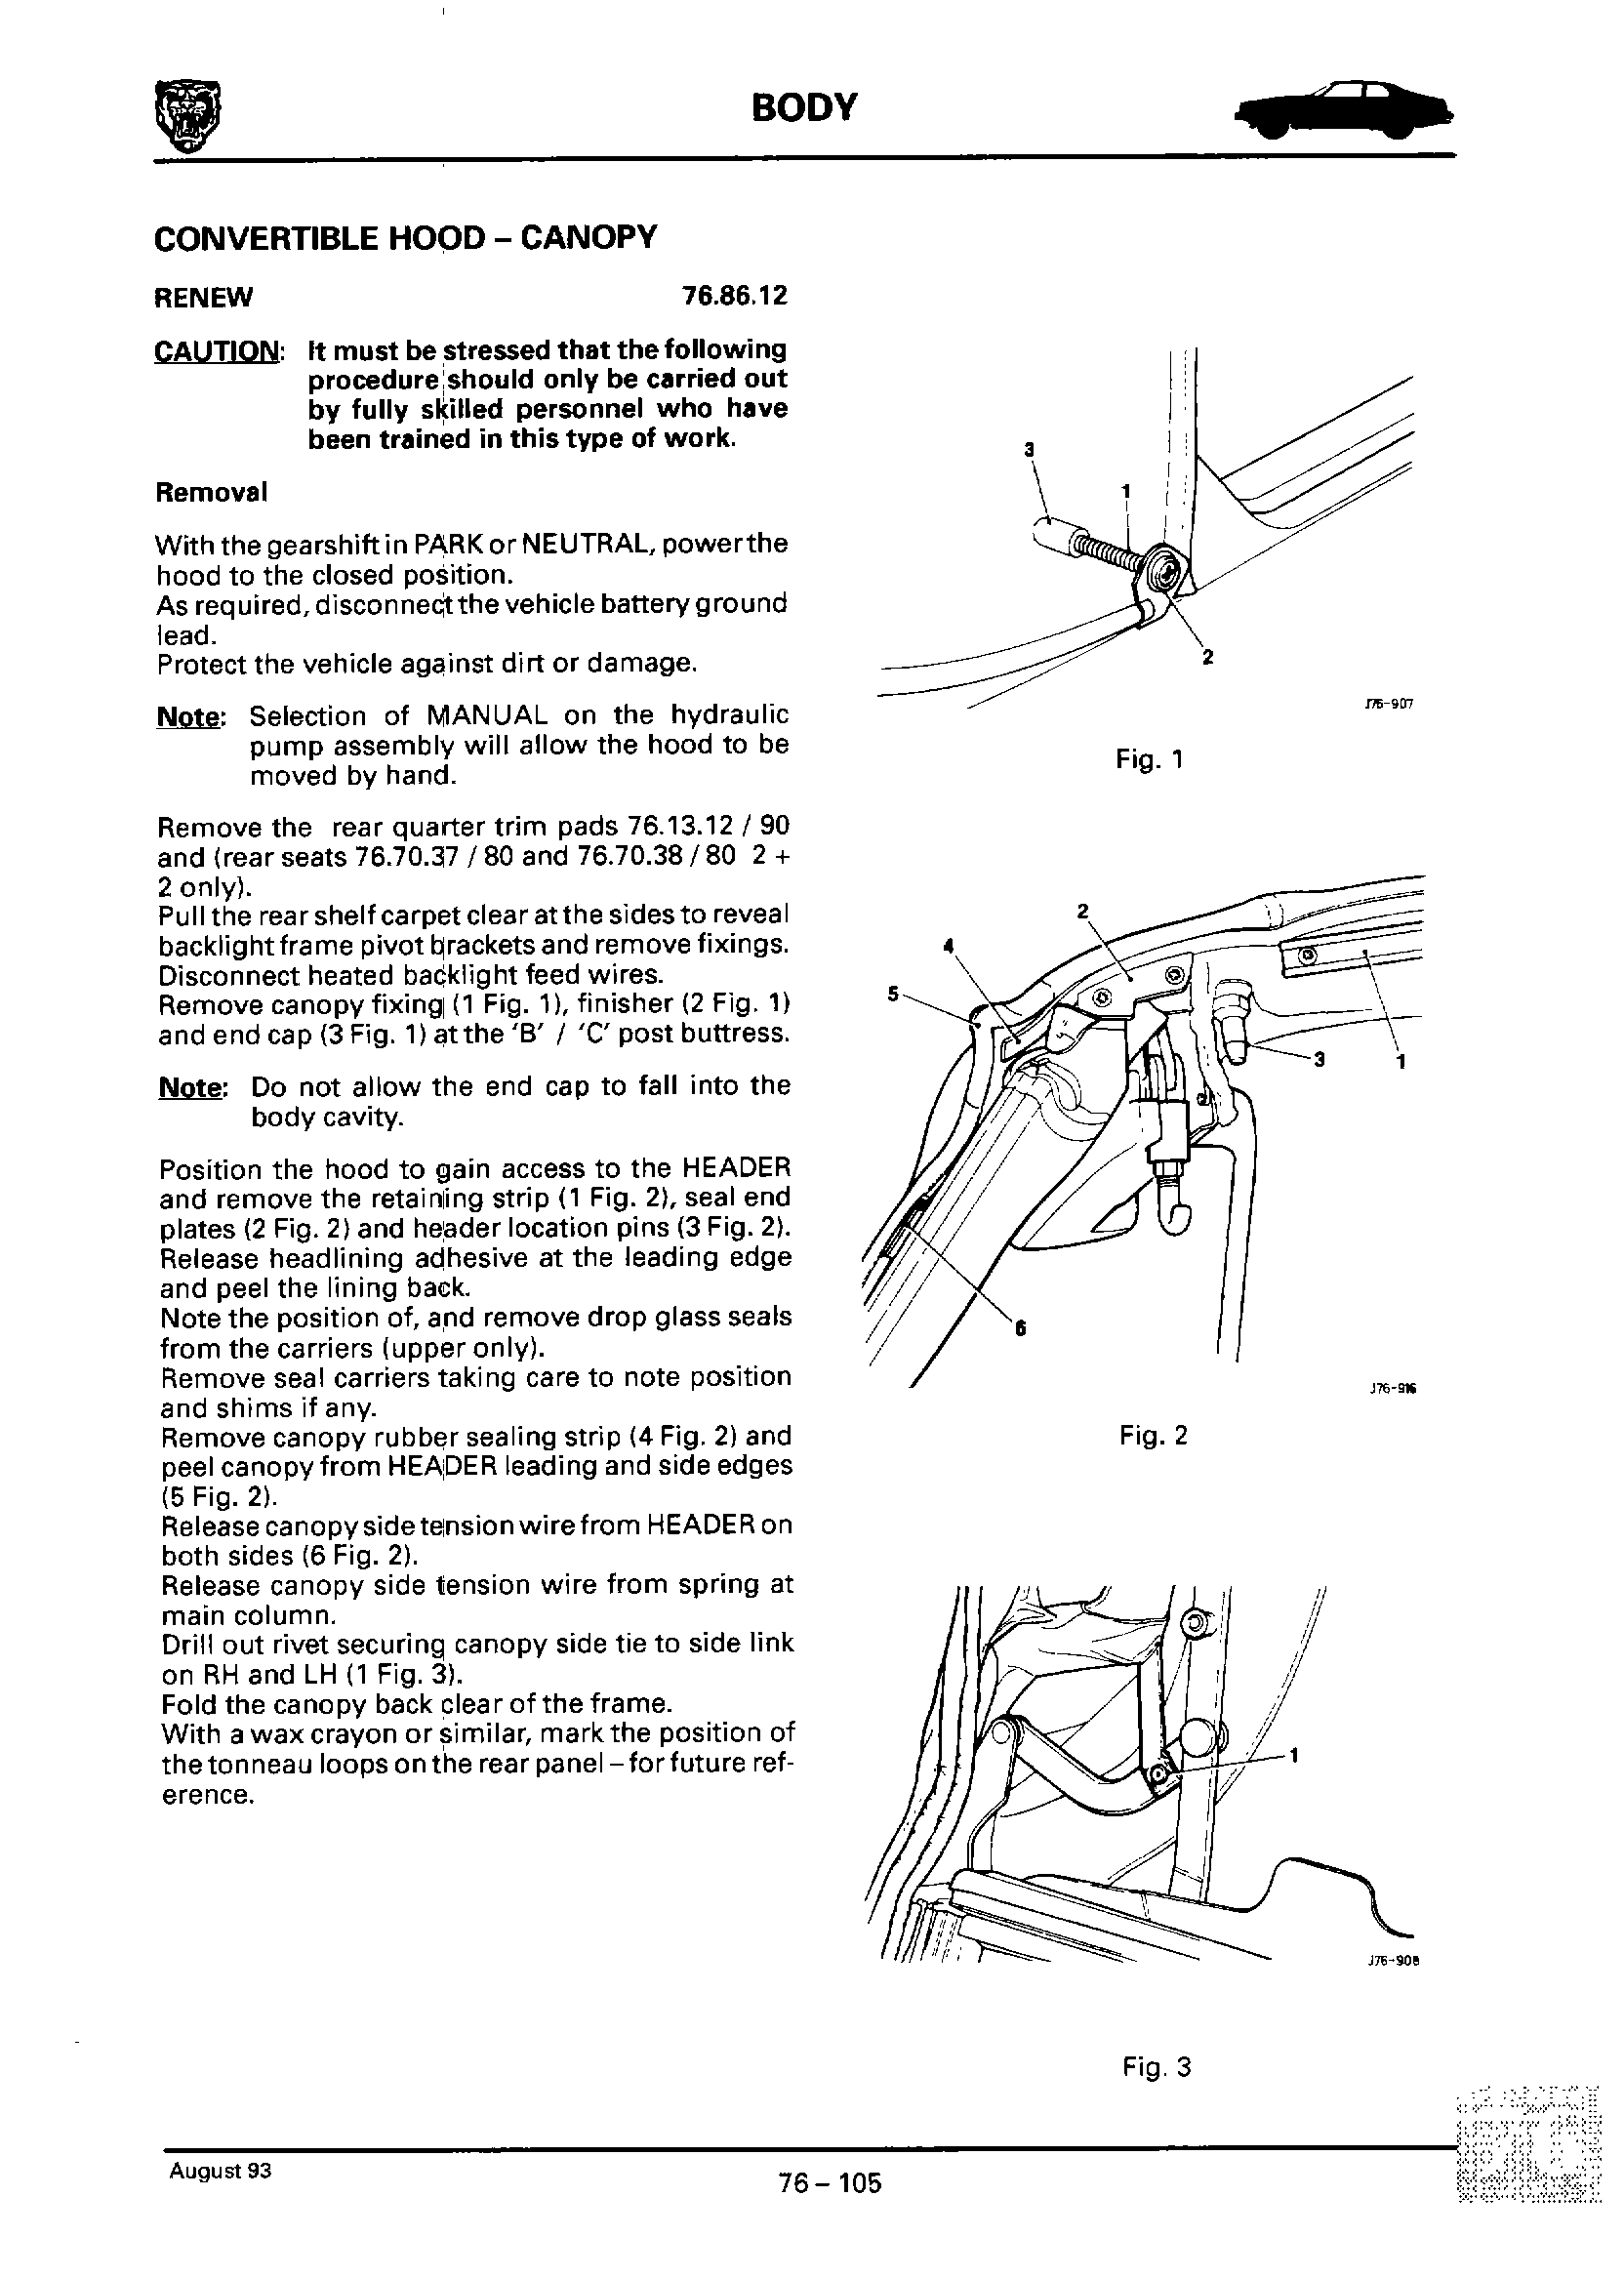 BODY
CONVERTIBLE HOOD – CANOPY
RENEW 76.86.12
CAUTION: It must be stressed that the following
procedure should only be carried out
by fully skilled personnel who have
been trained in this type of work.
Removal
With the gearshift in PARK or NEUTRAL, power the
hood to the closed position.
As required, disconnect the vehicle battery ground
lead.
Protect the vehicle against dirt or damage.
Note: Selection of MANUAL on the hydraulic
pump assembly will allow the hood to be
moved by hand.
Remove the rear quarter trim pads 76.13.12 / 90
and (rear seats 76.70.37 / 80 and 76.70.38 / 80 2 +
2 only).
Pull the rear shelf carpet clear at the sides to reveal
backlight frame pivot brackets and remove fixings.
Disconnect heated backlight feed wires.
Remove canopy fixing (1 Fig. 1), finisher (2 Fig. 1)
and end cap (3 Fig. 1) at the 'B' / 'C' post buttress.
Note: Do not allow the end cap to fall into the
body cavity.
Position the hood to gain access to the HEADER
and remove the retaining strip (1 Fig. 2), seal end
plates (2 Fig. 2) and header location pins (3 Fig. 2).
Release headlining adhesive at the leading edge
and peel the lining back.
Note the position of, and remove drop glass seals
from the carriers (upper only).
Remove seal carriers taking care to note position
and shims if any.
Remove canopy rubber sealing strip (4 Fig. 2) and
peel canopy from HEADER leading and side edges
(5 Fig. 2).
Release canopy side tension wire from HEADER on
both sides (6 Fig. 2).
Release canopy side tension wire from spring at
main column.
Drill out rivet securing canopy side tie to side link
on RH and LH (1 Fig. 3).
Fold the canopy back clear of the frame.
With a wax crayon or similar, mark the position of
the tonneau loops on the rear panel – for future ref-
erence.
3
1
2
J76-907
Fig. 1
2
4
5
3
1
6
J76-916
Fig. 2
1
J76-908
Fig. 3
August 93
76 – 105